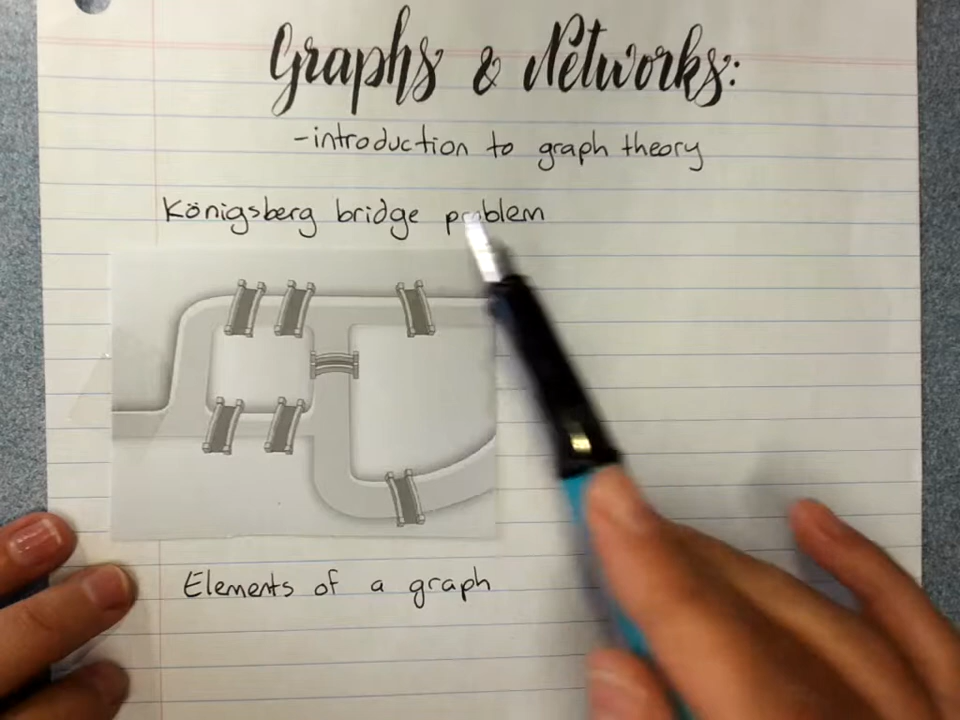 Graphs & Networks:
-introduction to graph theory
Königsberg bridge problem
Elements of a graph